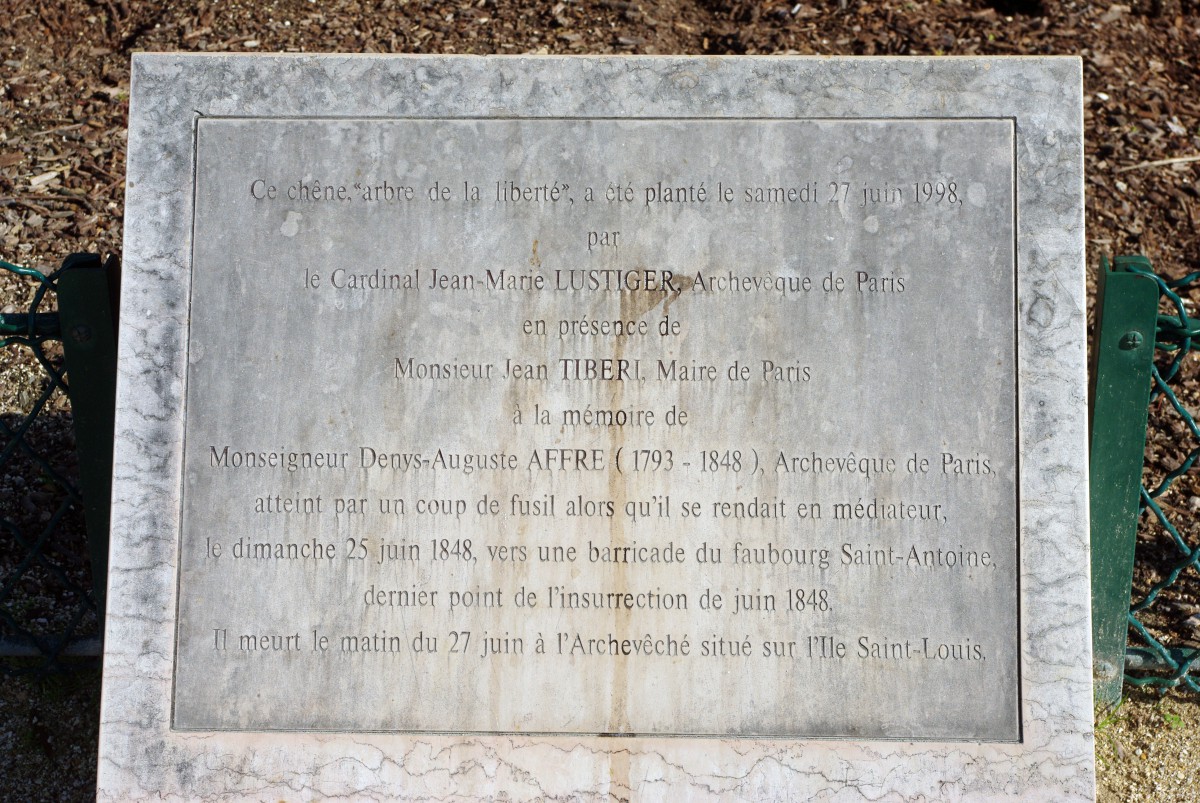 Ce chêne, “arbre de la liberté”, a été planté le samedi 27 juin 1998,
par
le Cardinal Jean-Marie LUSTIGER, Archevêque de Paris
en présence de
Monsieur Jean TIBERI, Maire de Paris
à la mémoire de
Monseigneur Denys-Auguste AFFRE ( 1793 - 1848 ), Archevêque de Paris,
atteint par un coup de fusil alors qu'il se rendait en médiateur,
le dimanche 25 juin 1848, vers une barricade du faubourg Saint-Antoine,
dernier point de l'insurrection de juin 1848.
Il meurt le matin du 27 juin à l'Archevêché situé sur l'Ile Saint-Louis.